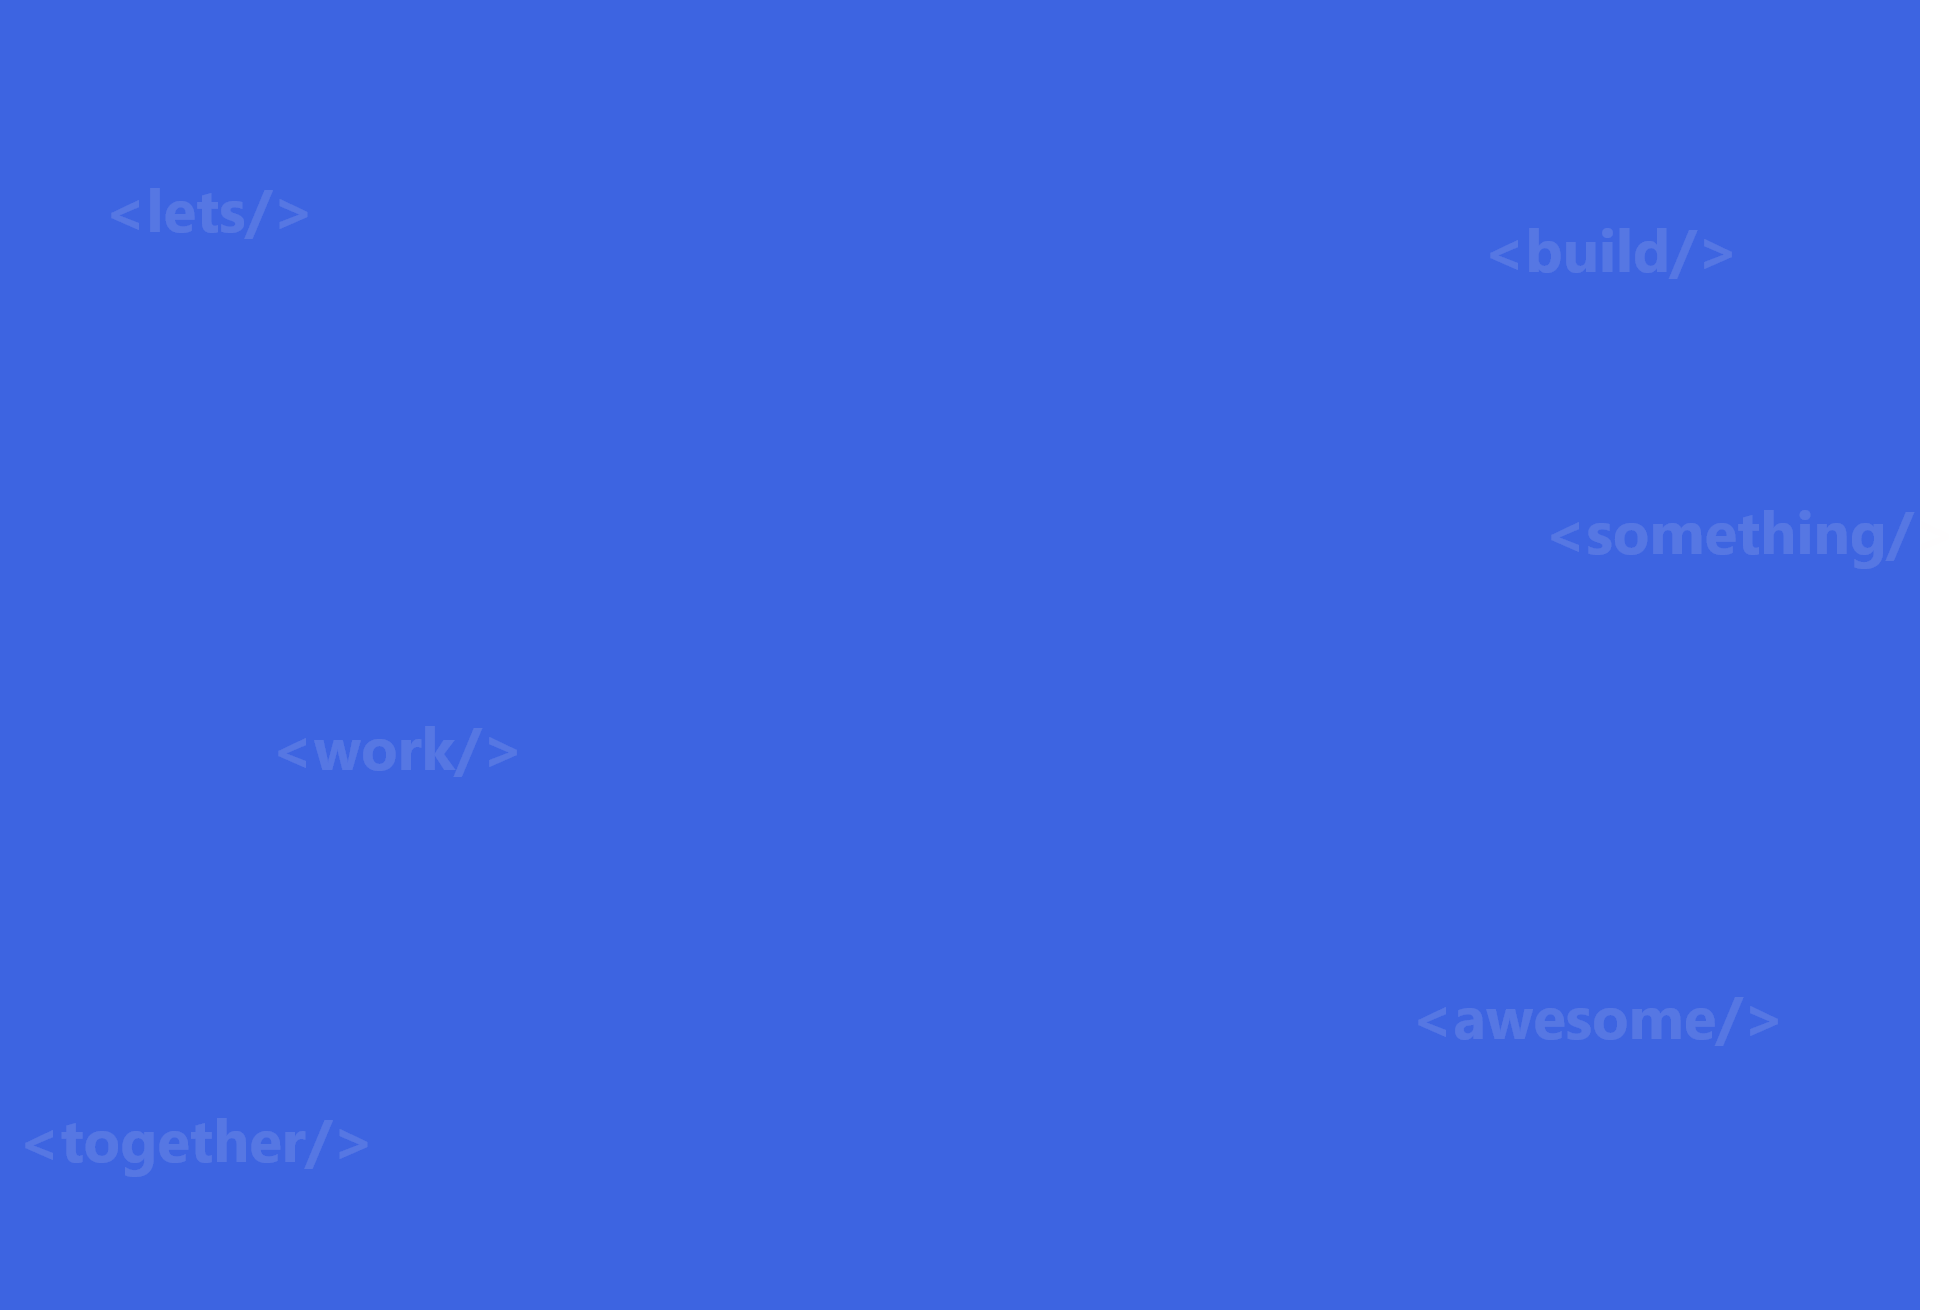 <lets/>
<build/>
<something/
<work/>
<awesome/>
<together/>